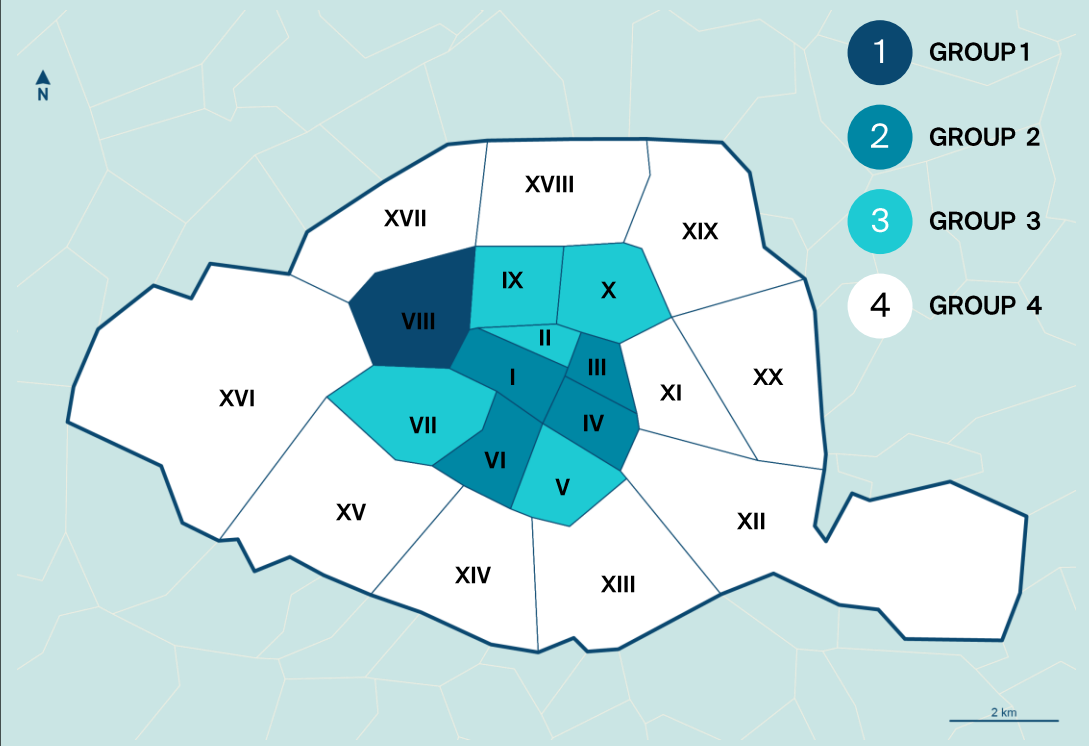 1 GROUP 1
N
2 GROUP 2
XVIII
XVII
3 GROUP 3
XIX
IX
X
4 GROUP 4
VIII
II
III
I
XX
XI
XVI
IV
VII
VI
V
XV
XII
XIV
XIII
2 km